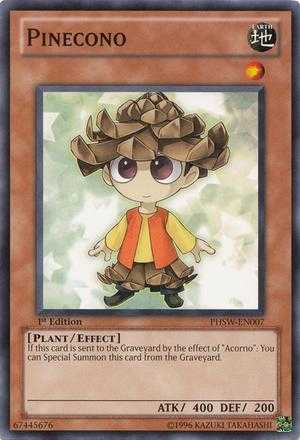 Pinecono
EARTH
地
1st Edition
PHSW-EN007
[Plant/Effect]
If this card is sent to the Graveyard by the effect of "Acorno": You
can Special Summon this card from the Graveyard.
ATK/ 400 DEF/ 200
67445676
©1996 KAZUKI TAKAHASHI